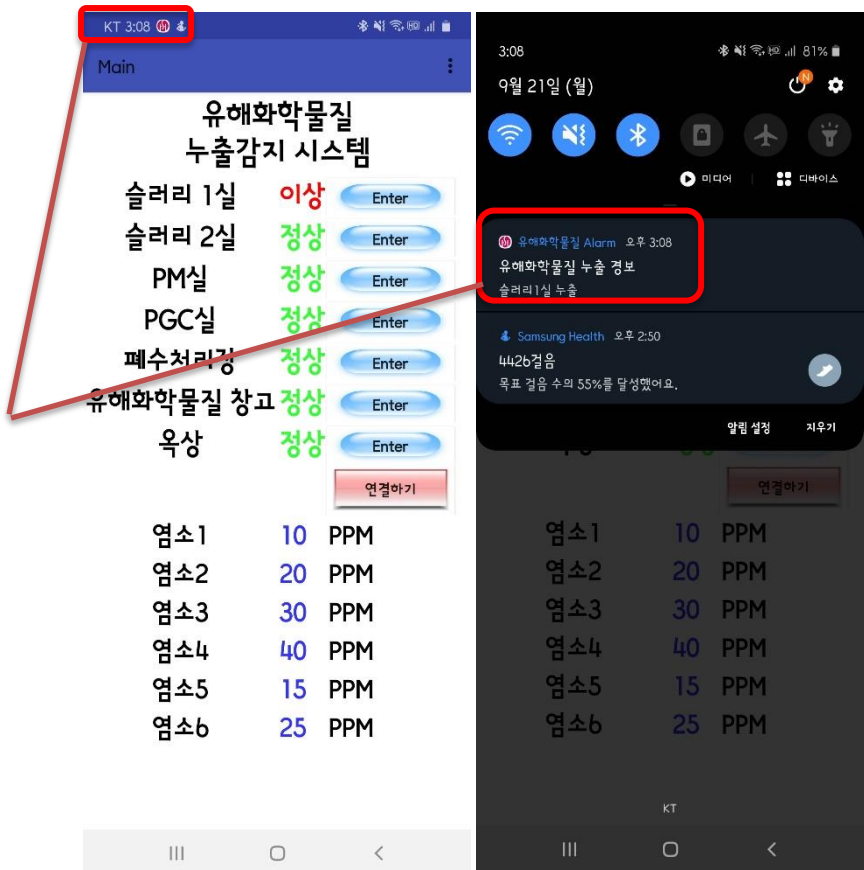 KT 3:08
Main
유해화학물질
누출감지 시스템
슬러리 1실 이상 Enter
슬러리 2실 정상 Enter
PM실 정상 Enter
PGC실 정상 Enter
폐수처리장 정상 Enter
유해화학물질 창고 정상 Enter
옥상 정상 Enter
연결하기
염소1 10 PPM
염소2 20 PPM
염소3 30 PPM
염소4 40 PPM
염소5 15 PPM
염소6 25 PPM
3:08 81%
9월 21일 (월) N
미디어 디바이스
유해화학물질 Alarm 오후 3:08
유해화학물질 누출 경보
슬러리1실 누출
Samsung Health 오후 2:50
4426걸음
목표 걸음 수의 55%를 달성했어요.
알림 설정 지우기
연결하기
염소1 10 PPM
염소2 20 PPM
염소3 30 PPM
염소4 40 PPM
염소5 15 PPM
염소6 25 PPM
KT